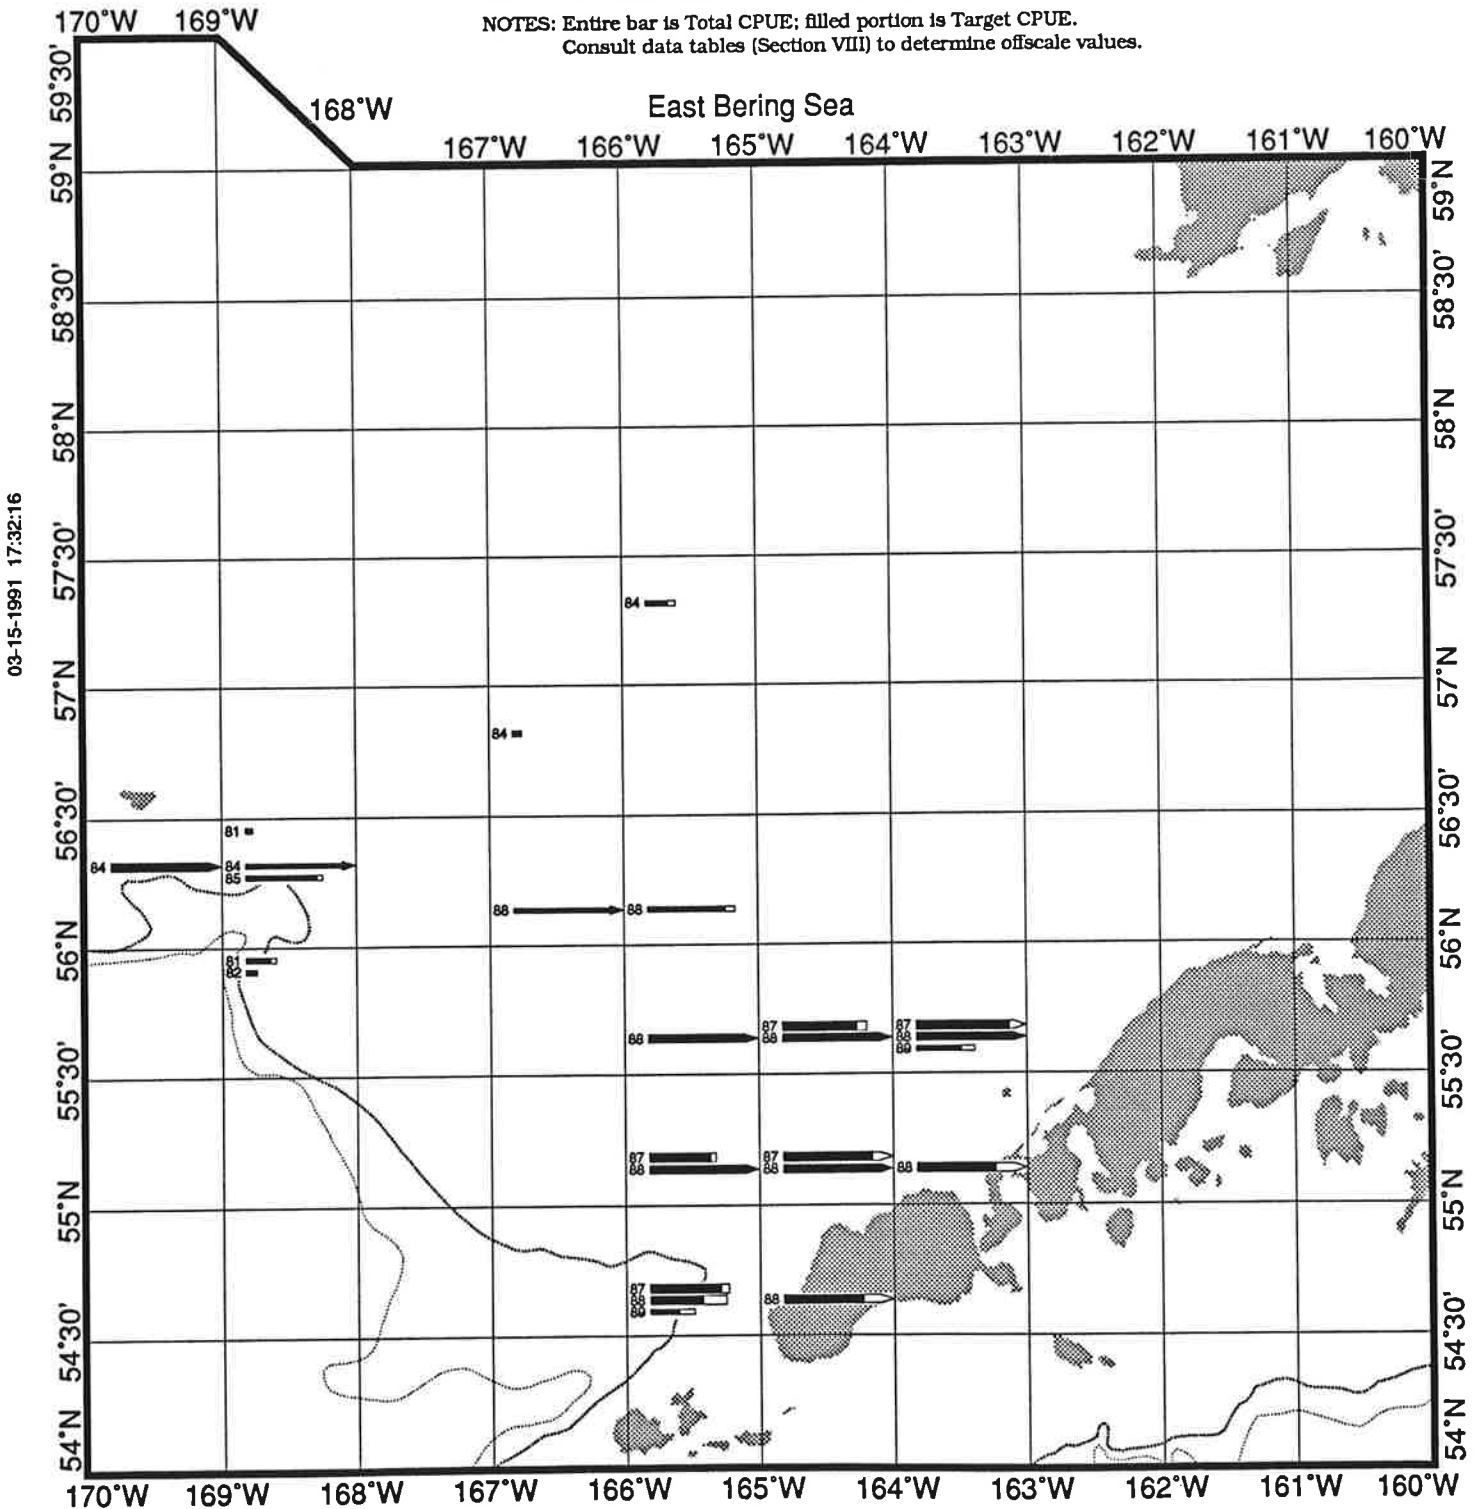 170°W 169°W
NOTES: Entire bar is Total CPUE; filled portion is Target CPUE.
Consult data tables (Section VIII) to determine offscale values.
168°W
East Bering Sea
167°W 166°W 165°W 164°W 163°W 162°W 161°W 160°W
59°30'
59°N 59°N
58°30' 58°30'
58°N 58°N
03-15-1991 17:32:16
57°30' 57°30'
84
57°N 57°N
84
56°30' 56°30'
81
84 84
85
88 88
56°N 56°N
81
82
87 87
88 88 88
89
55°30' 55°30'
87 87
88 88 88
55°N 55°N
87
88 88
89
54°30' 54°30'
54°N 54°N
170°W 169°W 168°W 167°W 166°W 165°W 164°W 163°W 162°W 161°W 160°W